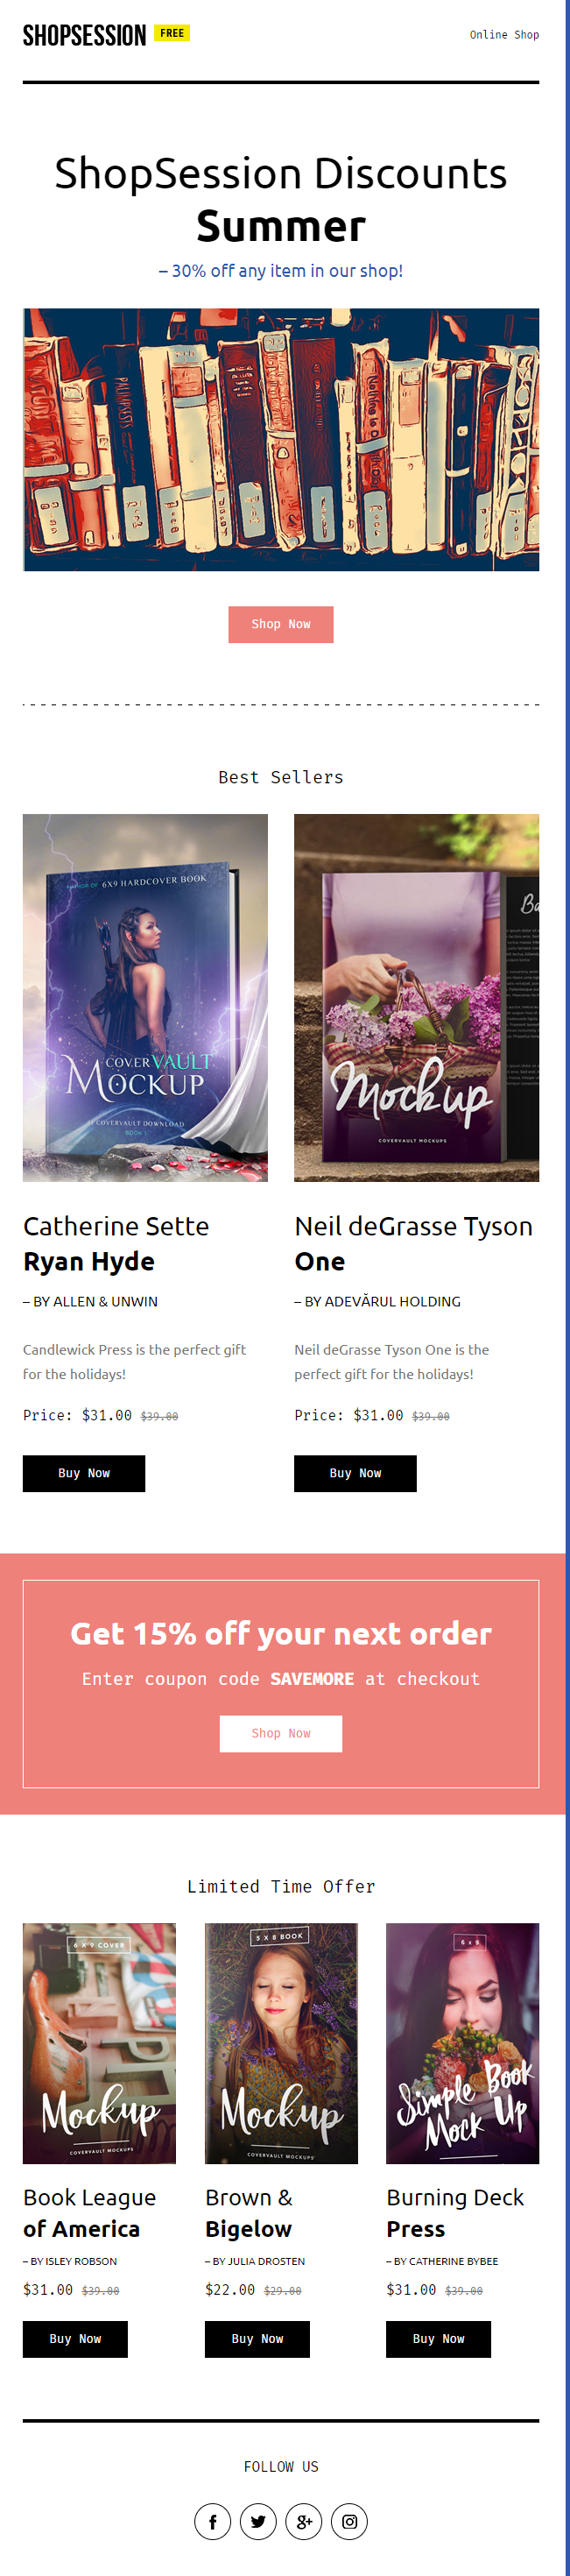 SHOPSESSION FREE
Online Shop
ShopSession Discounts
Summer
– 30% off any item in our shop!
Shop Now
Best Sellers
6X9 HARDCOVER BOOK
COVERVAULT
MOCKUP
COVERVAULT DOWNLOAD
BOOK
Mockup
COVERVAULT MOCKUPS
Catherine Sette
Ryan Hyde
– BY ALLEN & UNWIN
Candlewick Press is the perfect gift
for the holidays!
Price: $31.00 $39.00
Buy Now
Neil deGrasse Tyson
One
– BY ADEVĂRUL HOLDING
Neil deGrasse Tyson One is the
perfect gift for the holidays!
Price: $31.00 $39.00
Buy Now
Get 15% off your next order
Enter coupon code SAVEMORE at checkout
Shop Now
Limited Time Offer
6 X 9 COVER
Mockup
COVERVAULT MOCKUPS
5 X 8 BOOK
Mockup
COVERVAULT MOCKUPS
6 x 9
Simple Book
Mock Up
Book League
of America
– BY ISLEY ROBSON
$31.00 $39.00
Buy Now
Brown &
Bigelow
– BY JULIA DROSTEN
$22.00 $29.00
Buy Now
Burning Deck
Press
– BY CATHERINE BYBEE
$31.00 $39.00
Buy Now
FOLLOW US